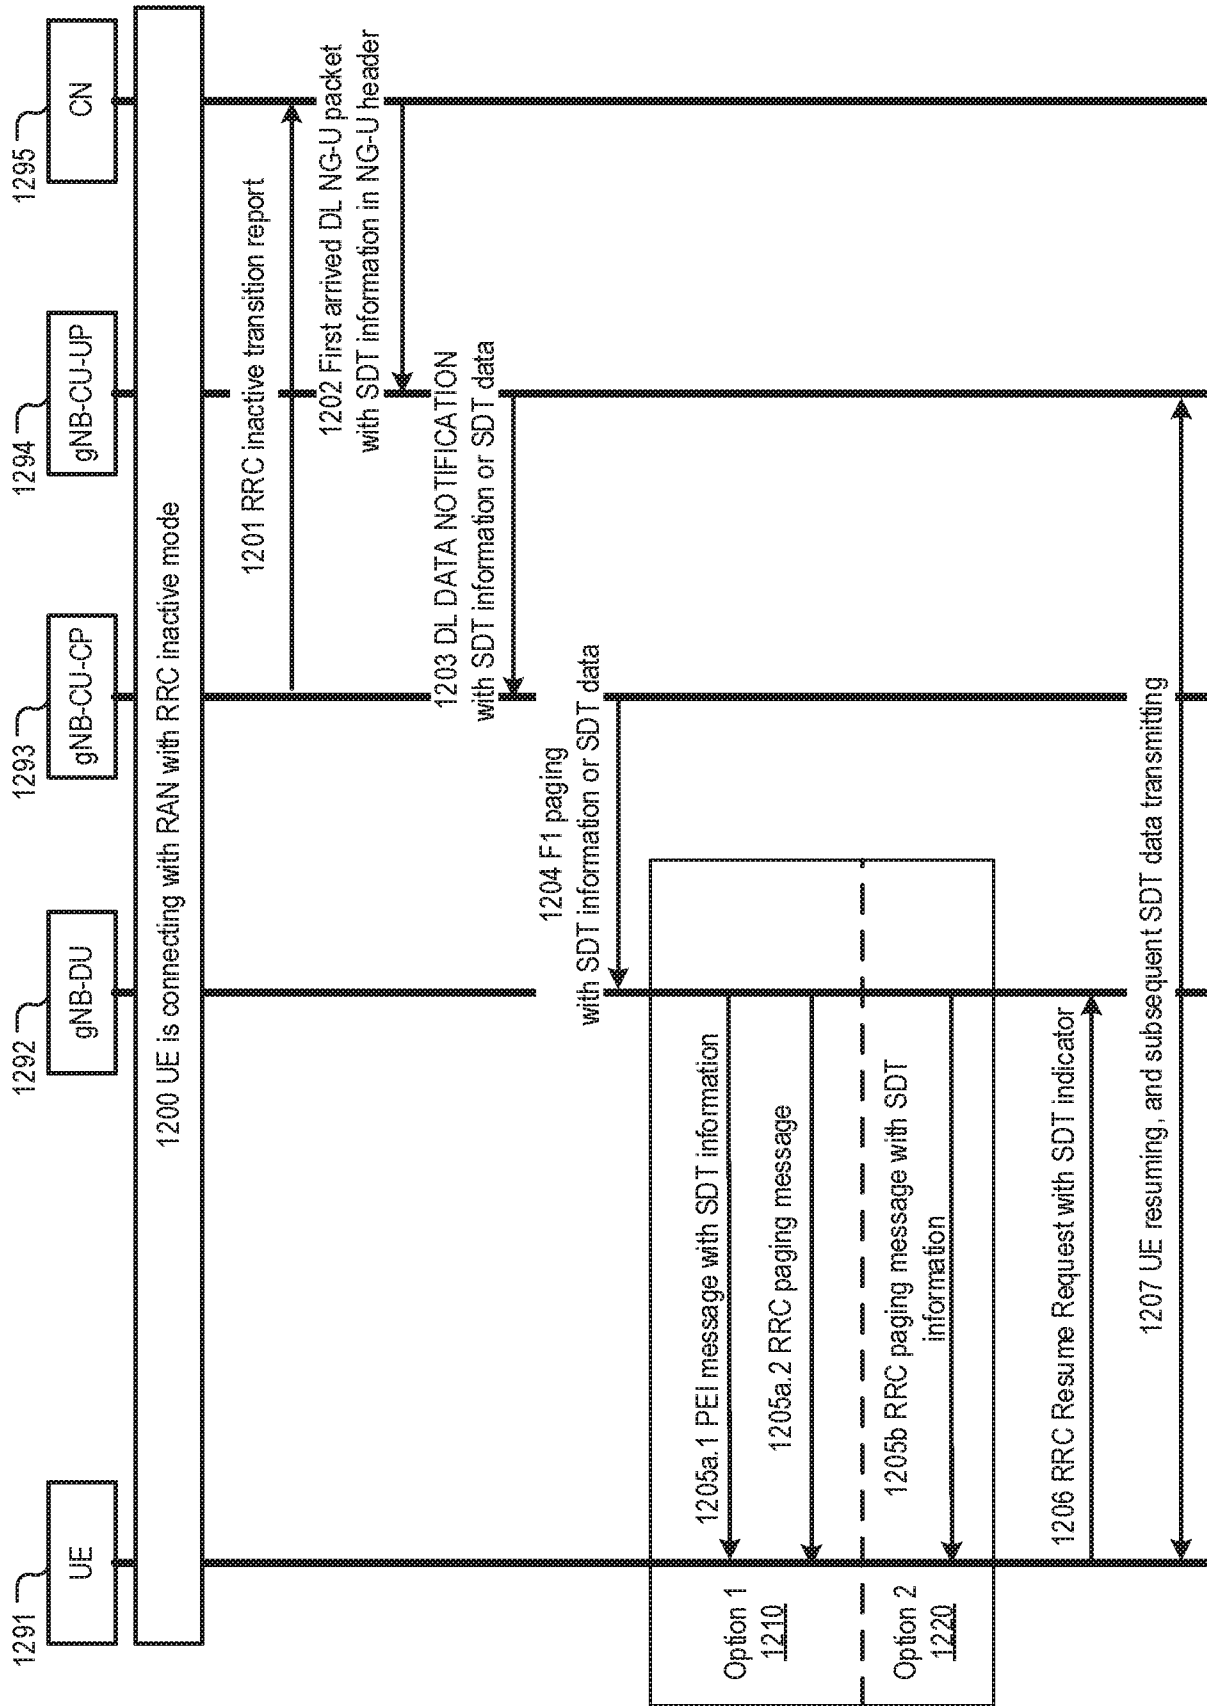 1291
1292
1293
1294
1295
UE
gNB-DU
gNB-CU-CP
gNB-CU-UP
CN
1200 UE is connecting with RAN with RRC inactive mode
1201 RRC inactive transition report
1202 First arrived DL NG-U packet
with SDT information in NG-U header
1203 DL DATA NOTIFICATION
with SDT information or SDT data
1204 F1 paging
with SDT information or SDT data
Option 1
1210
1205a.1 PEI message with SDT information
1205a.2 RRC paging message
Option 2
1220
1205b RRC paging message with SDT
information
1206 RRC Resume Request with SDT indicator
1207 UE resuming, and subsequent SDT data transmitting